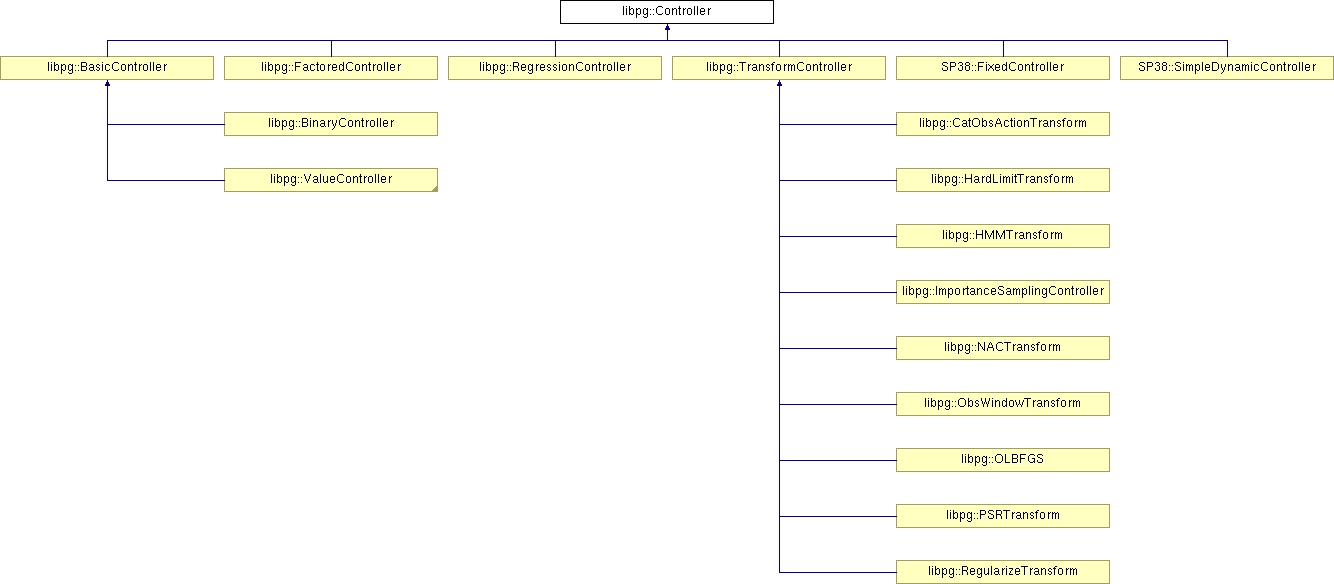 libpg::Controller
libpg::BasicController
libpg::FactoredController
libpg::RegressionController
libpg::TransformController
SP38::FixedController
SP38::SimpleDynamicController
libpg::BinaryController
libpg::CatObsActionTransform
libpg::ValueController
libpg::HardLimitTransform
libpg::HMMTransform
libpg::ImportanceSamplingController
libpg::NACTransform
libpg::ObsWindowTransform
libpg::OLBFGS
libpg::PSRTransform
libpg::RegularizeTransform